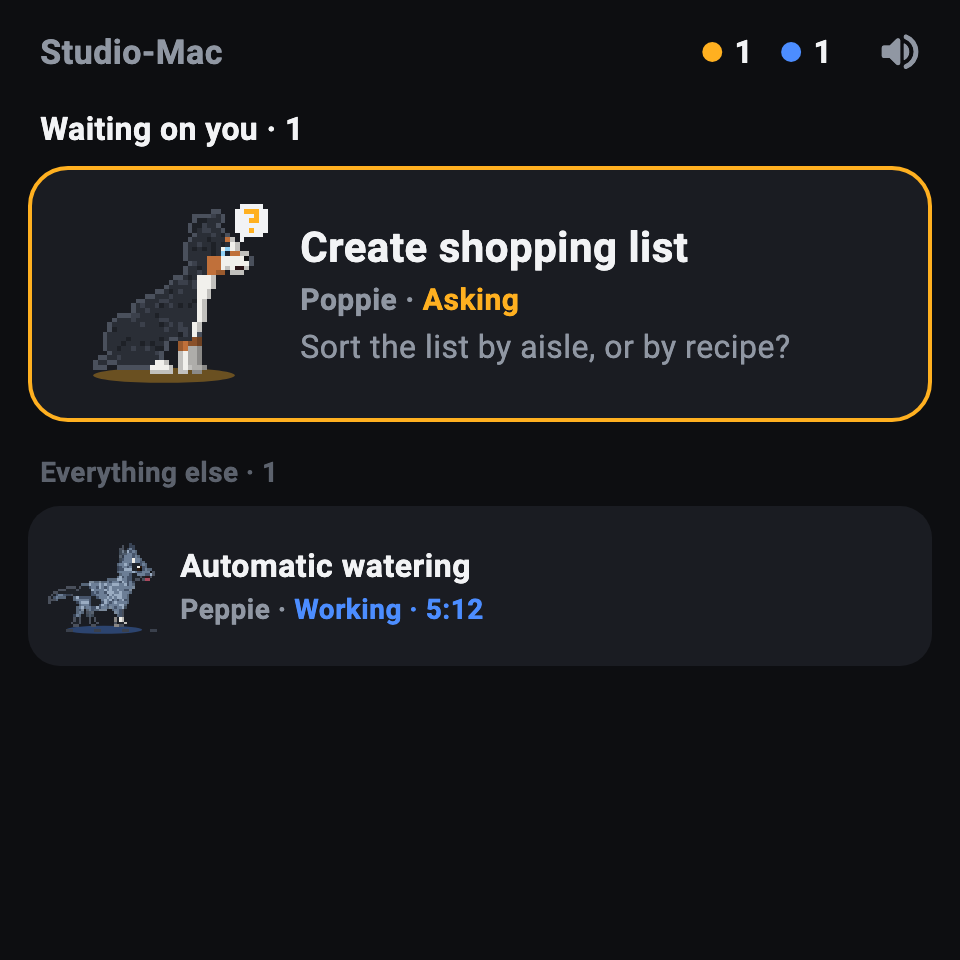 Studio-Mac
1 1
Waiting on you · 1
?
Create shopping list
Poppie · Asking
Sort the list by aisle, or by recipe?
Everything else · 1
Automatic watering
Peppie · Working · 5:12